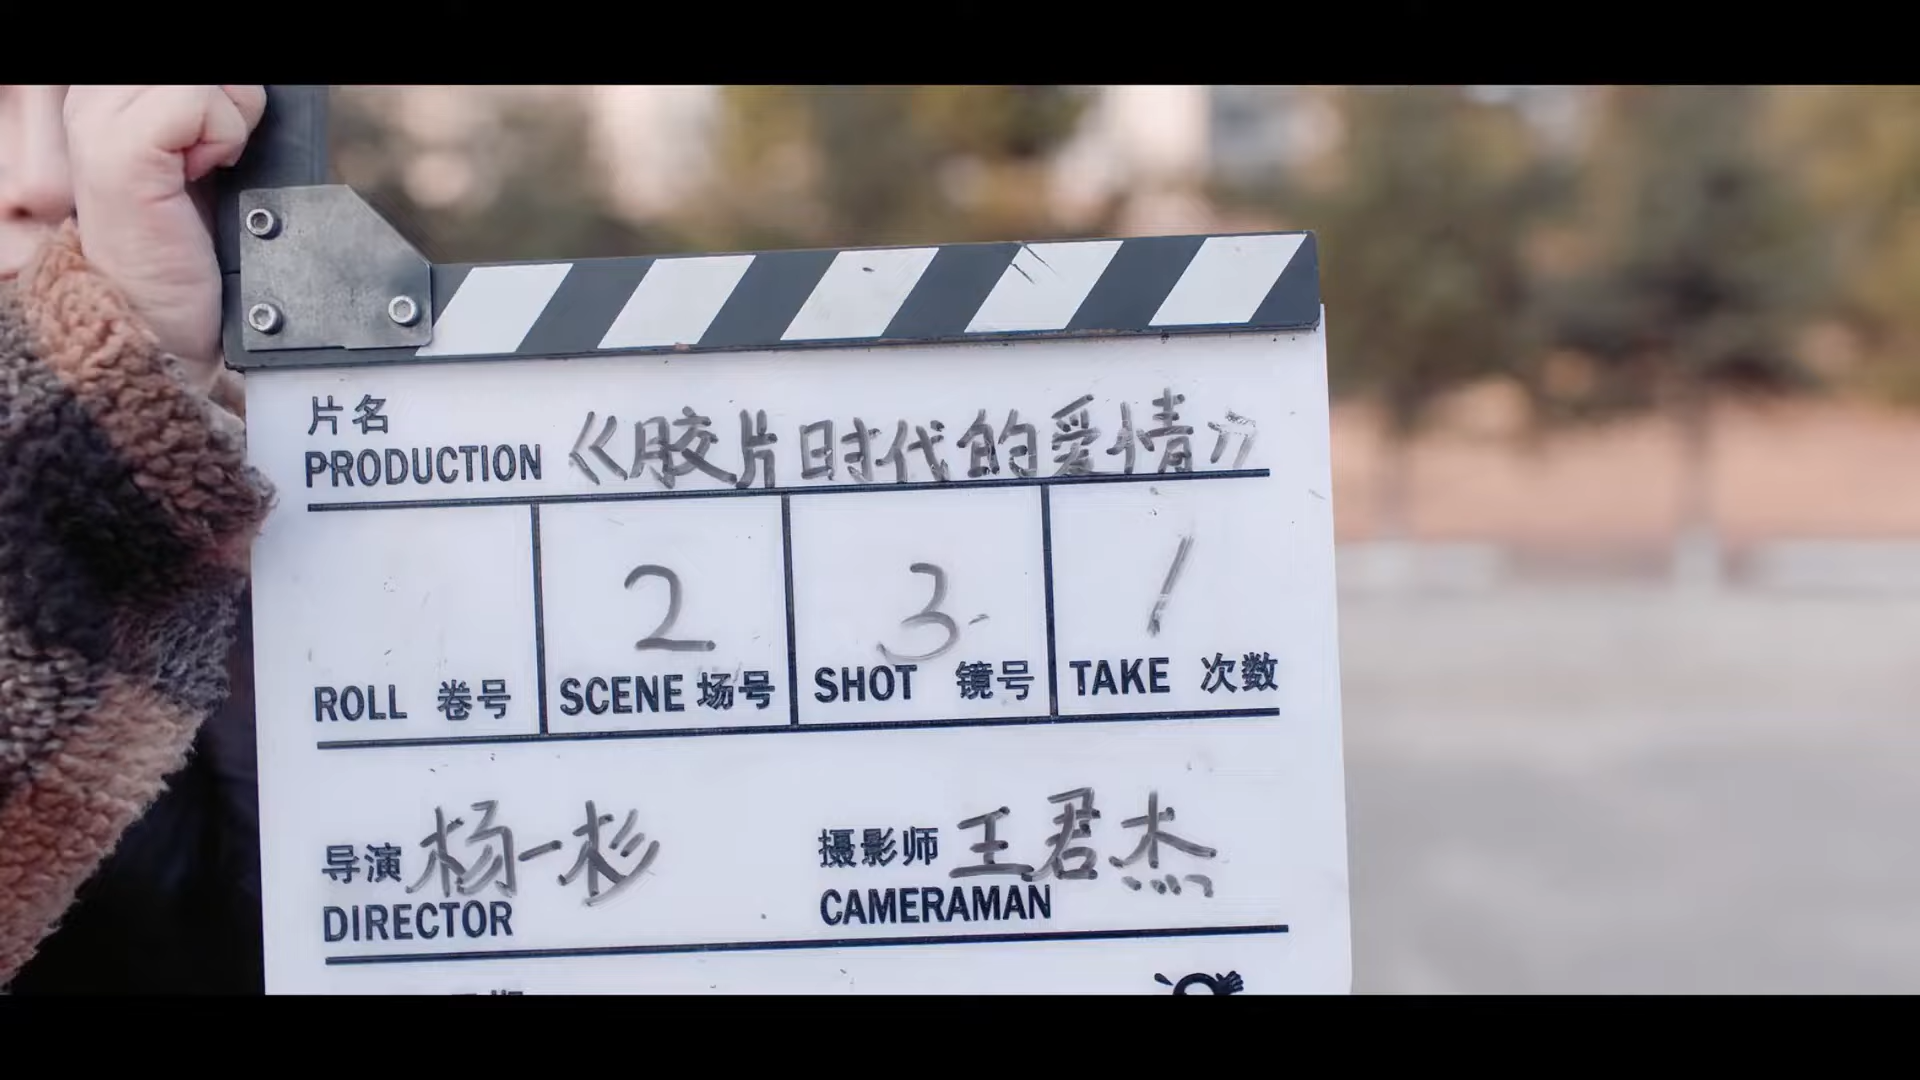 片名
PRODUCTION 《胶片时代的爱情》
2 3 1
ROLL 卷号 SCENE 场号 SHOT 镜号 TAKE 次数
导演 杨一杉 摄影师 王君杰
DIRECTOR CAMERAMAN